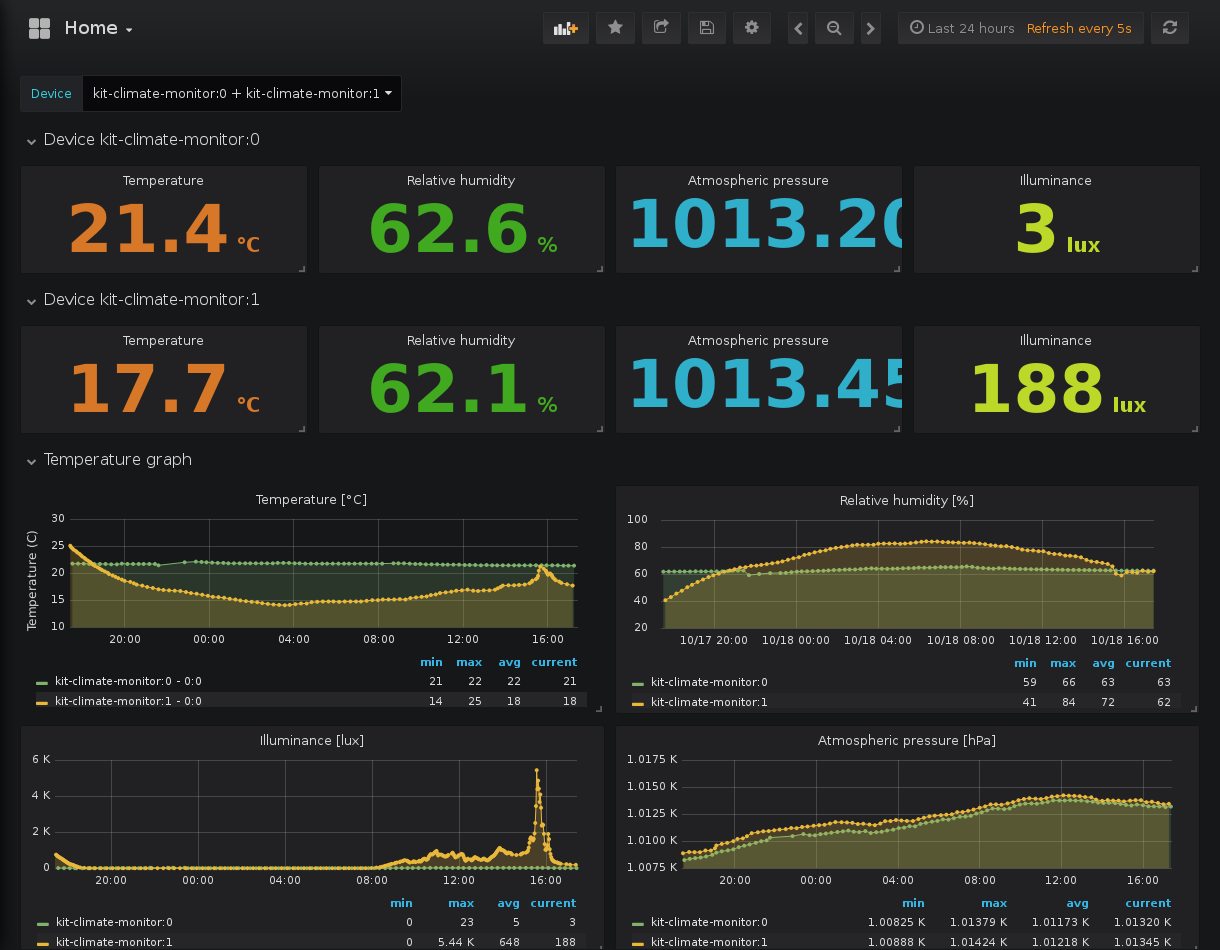 Home
Last 24 hours Refresh every 5s
Device kit-climate-monitor:0 + kit-climate-monitor:1
Device kit-climate-monitor:0
Temperature Relative humidity Atmospheric pressure Illuminance
21.4 °C 62.6 % 1013.20 3 lux
Device kit-climate-monitor:1
Temperature Relative humidity Atmospheric pressure Illuminance
17.7 °C 62.1 % 1013.45 188 lux
Temperature graph
Temperature [°C]
Temperature (C)
30
25
20
15
10
20:00 00:00 04:00 08:00 12:00 16:00
min max avg current
kit-climate-monitor:0 - 0:0 21 22 22 21
kit-climate-monitor:1 - 0:0 14 25 18 18
Relative humidity [%]
100
80
60
40
20
10/17 20:00 10/18 00:00 10/18 04:00 10/18 08:00 10/18 12:00 10/18 16:00
min max avg current
kit-climate-monitor:0 59 66 63 63
kit-climate-monitor:1 41 84 72 62
Illuminance [lux]
6 K
4 K
2 K
0
20:00 00:00 04:00 08:00 12:00 16:00
min max avg current
kit-climate-monitor:0 0 23 5 3
kit-climate-monitor:1 0 5.44 K 648 188
Atmospheric pressure [hPa]
1.0175 K
1.0150 K
1.0125 K
1.0100 K
1.0075 K
20:00 00:00 04:00 08:00 12:00 16:00
min max avg current
kit-climate-monitor:0 1.00825 K 1.01379 K 1.01173 K 1.01320 K
kit-climate-monitor:1 1.00888 K 1.01424 K 1.01218 K 1.01345 K